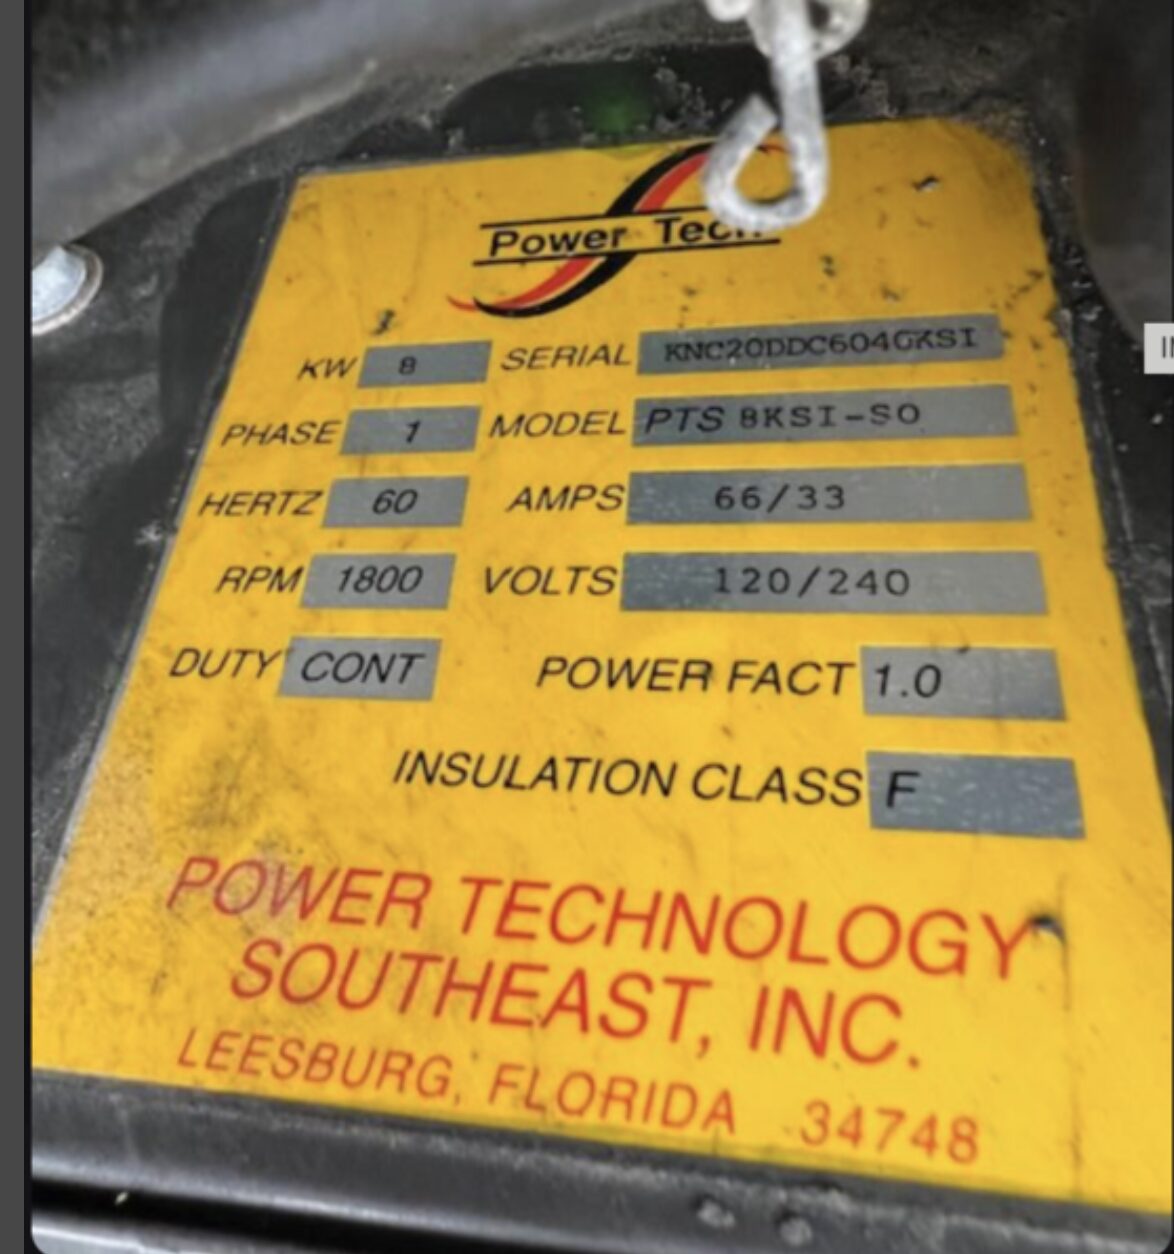 Power Tech
KW 8 SERIAL KNC20DDC604GKSI
PHASE 1 MODEL PTS 8KSI-SO
HERTZ 60 AMPS 66/33
RPM 1800 VOLTS 120/240
DUTY CONT POWER FACT 1.0
INSULATION CLASS F
POWER TECHNOLOGY
SOUTHEAST, INC.
LEESBURG, FLORIDA 34748